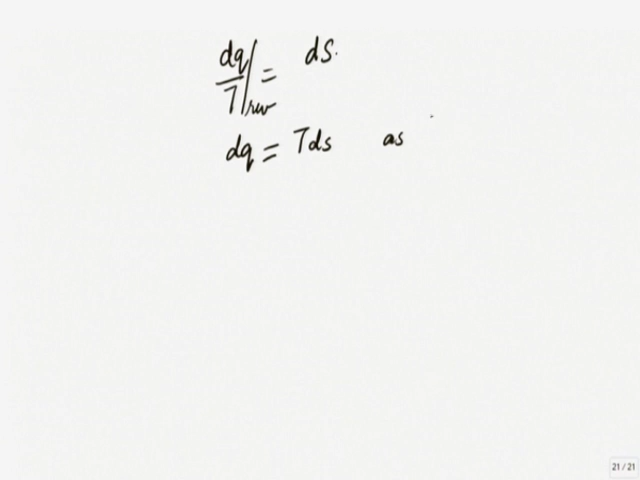 dq/T|rev = ds.
dq = Tds as
21 / 21